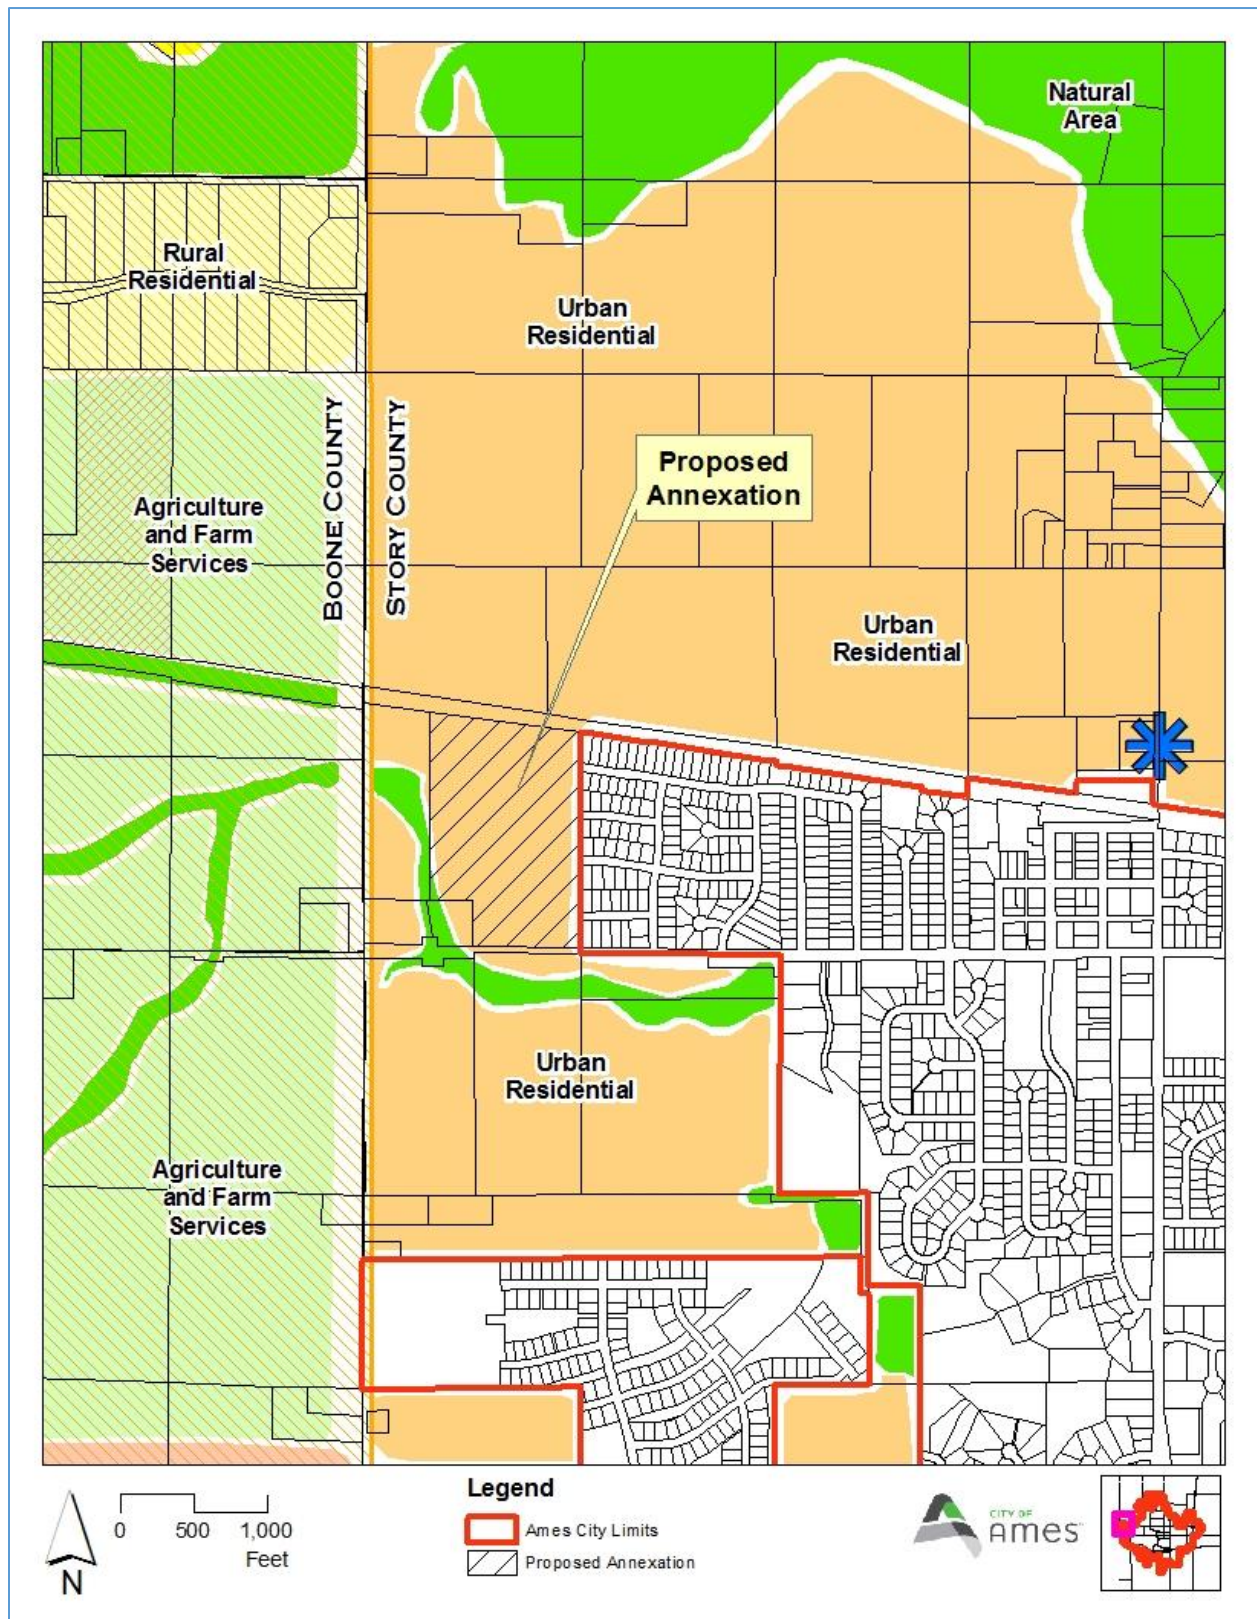 Natural
Area
Rural
Residential
Urban
Residential
BOONE COUNTY
STORY COUNTY
Proposed
Annexation
Agriculture
and Farm
Services
Urban
Residential
Urban
Residential
Agriculture
and Farm
Services
N
0 500 1,000
Feet
Legend
Ames City Limits
Proposed Annexation
CITY OF
Ames